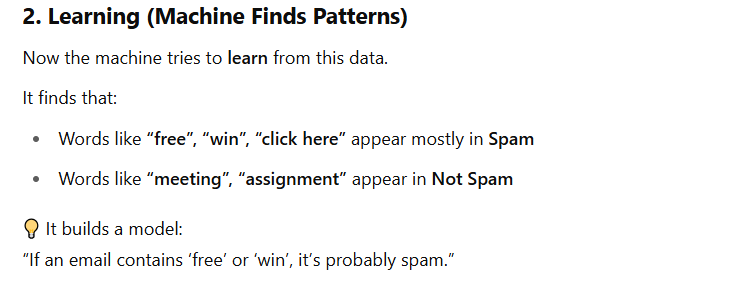 2. Learning (Machine Finds Patterns)
Now the machine tries to learn from this data.
It finds that:
• Words like “free”, “win”, “click here” appear mostly in Spam
• Words like “meeting”, “assignment” appear in Not Spam
💡 It builds a model:
“If an email contains ‘free’ or ‘win’, it’s probably spam.”